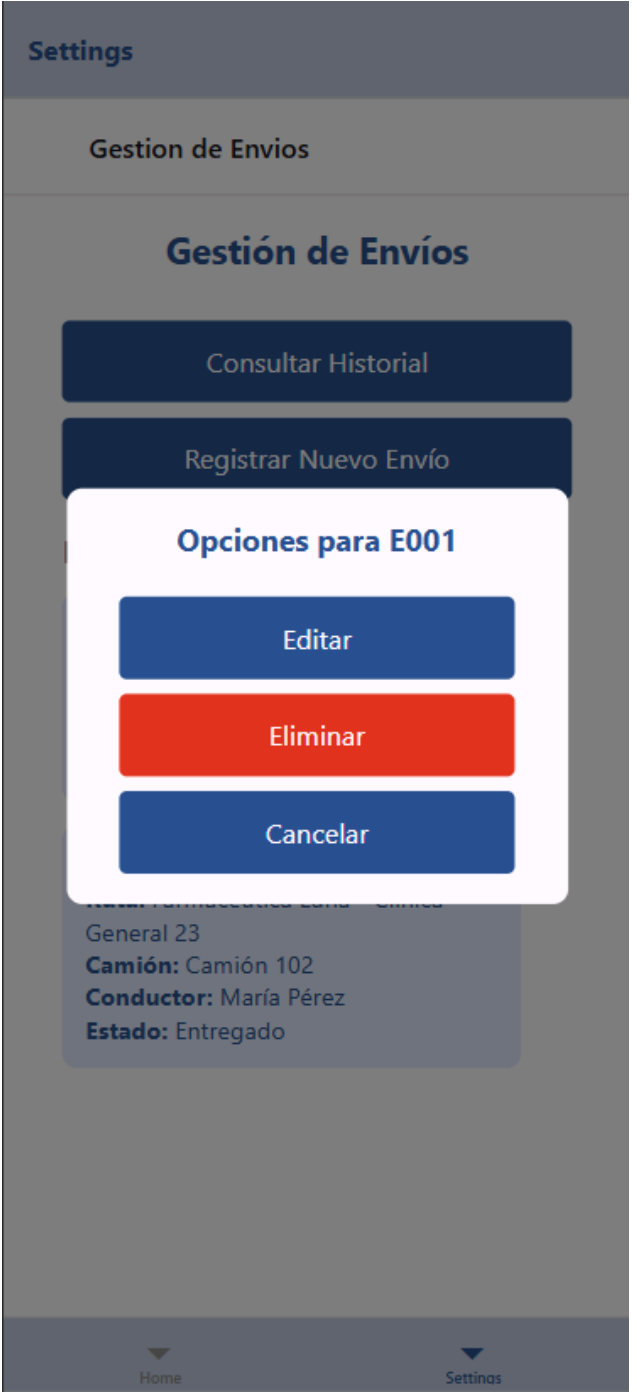 Settings
Gestion de Envios
Gestión de Envíos
Consultar Historial
Registrar Nuevo Envío
Opciones para E001
Editar
Eliminar
Cancelar
General 23
Camión: Camión 102
Conductor: María Pérez
Estado: Entregado
Home
Settings